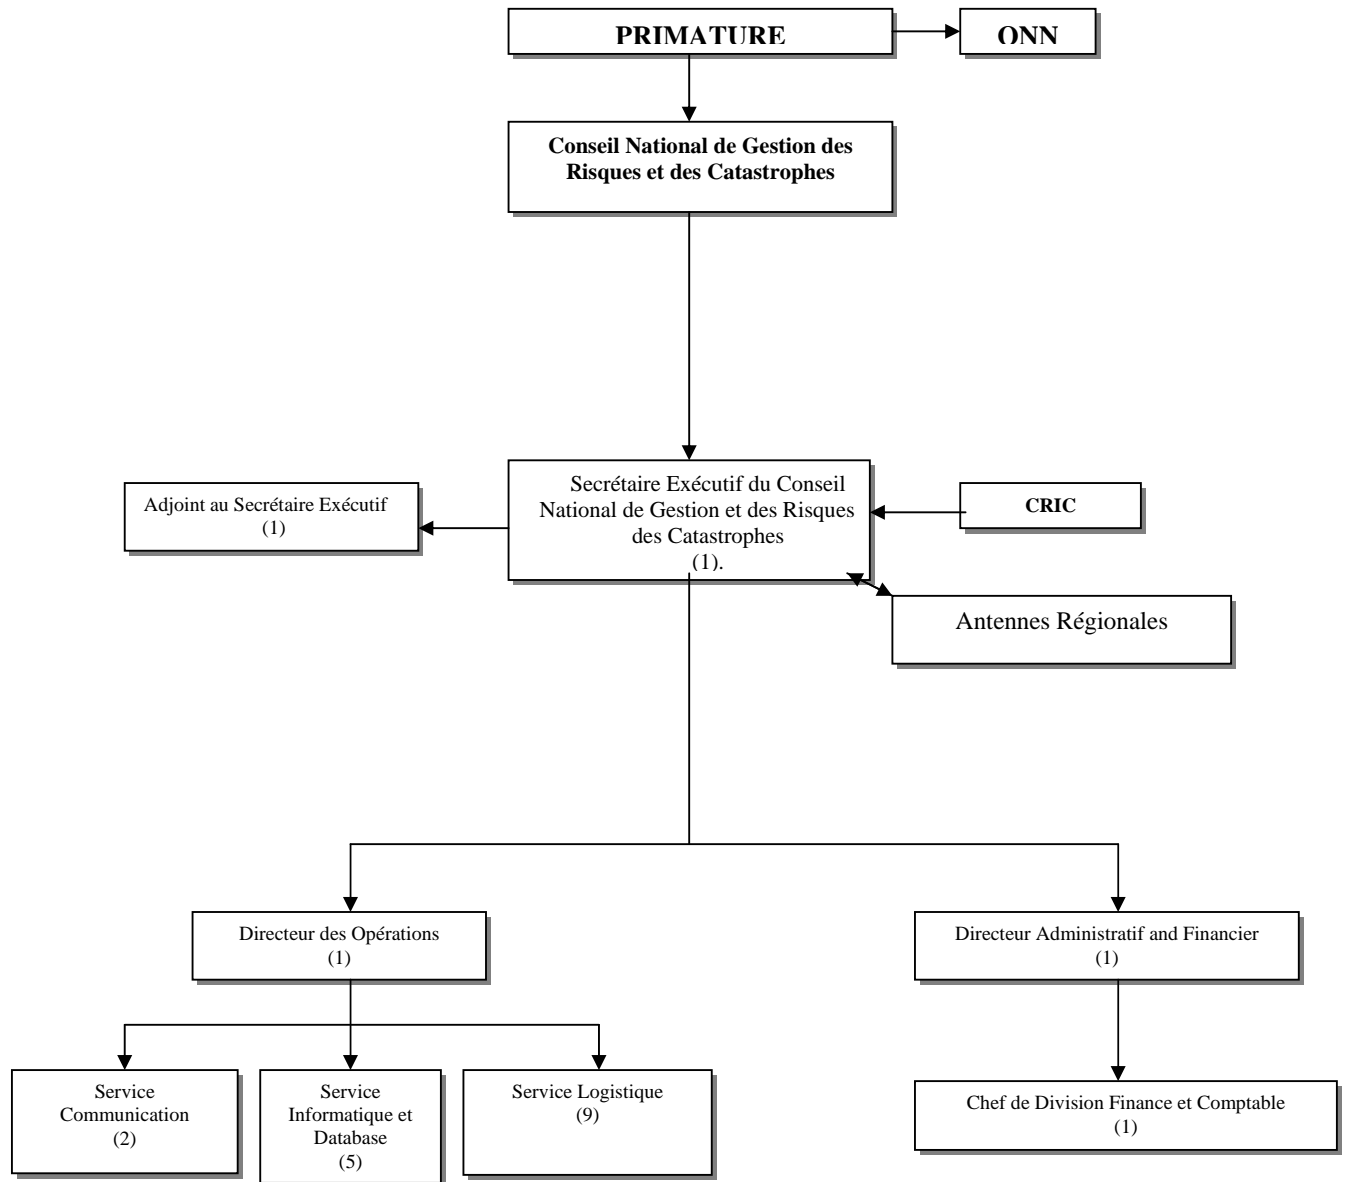 PRIMATURE
ONN
Conseil National de Gestion des
Risques et des Catastrophes
Adjoint au Secrétaire Exécutif
(1)
Secrétaire Exécutif du Conseil
National de Gestion et des Risques
des Catastrophes
(1).
CRIC
Antennes Régionales
Directeur des Opérations
(1)
Directeur Administratif and Financier
(1)
Service
Communication
(2)
Service
Informatique et
Database
(5)
Service Logistique
(9)
Chef de Division Finance et Comptable
(1)